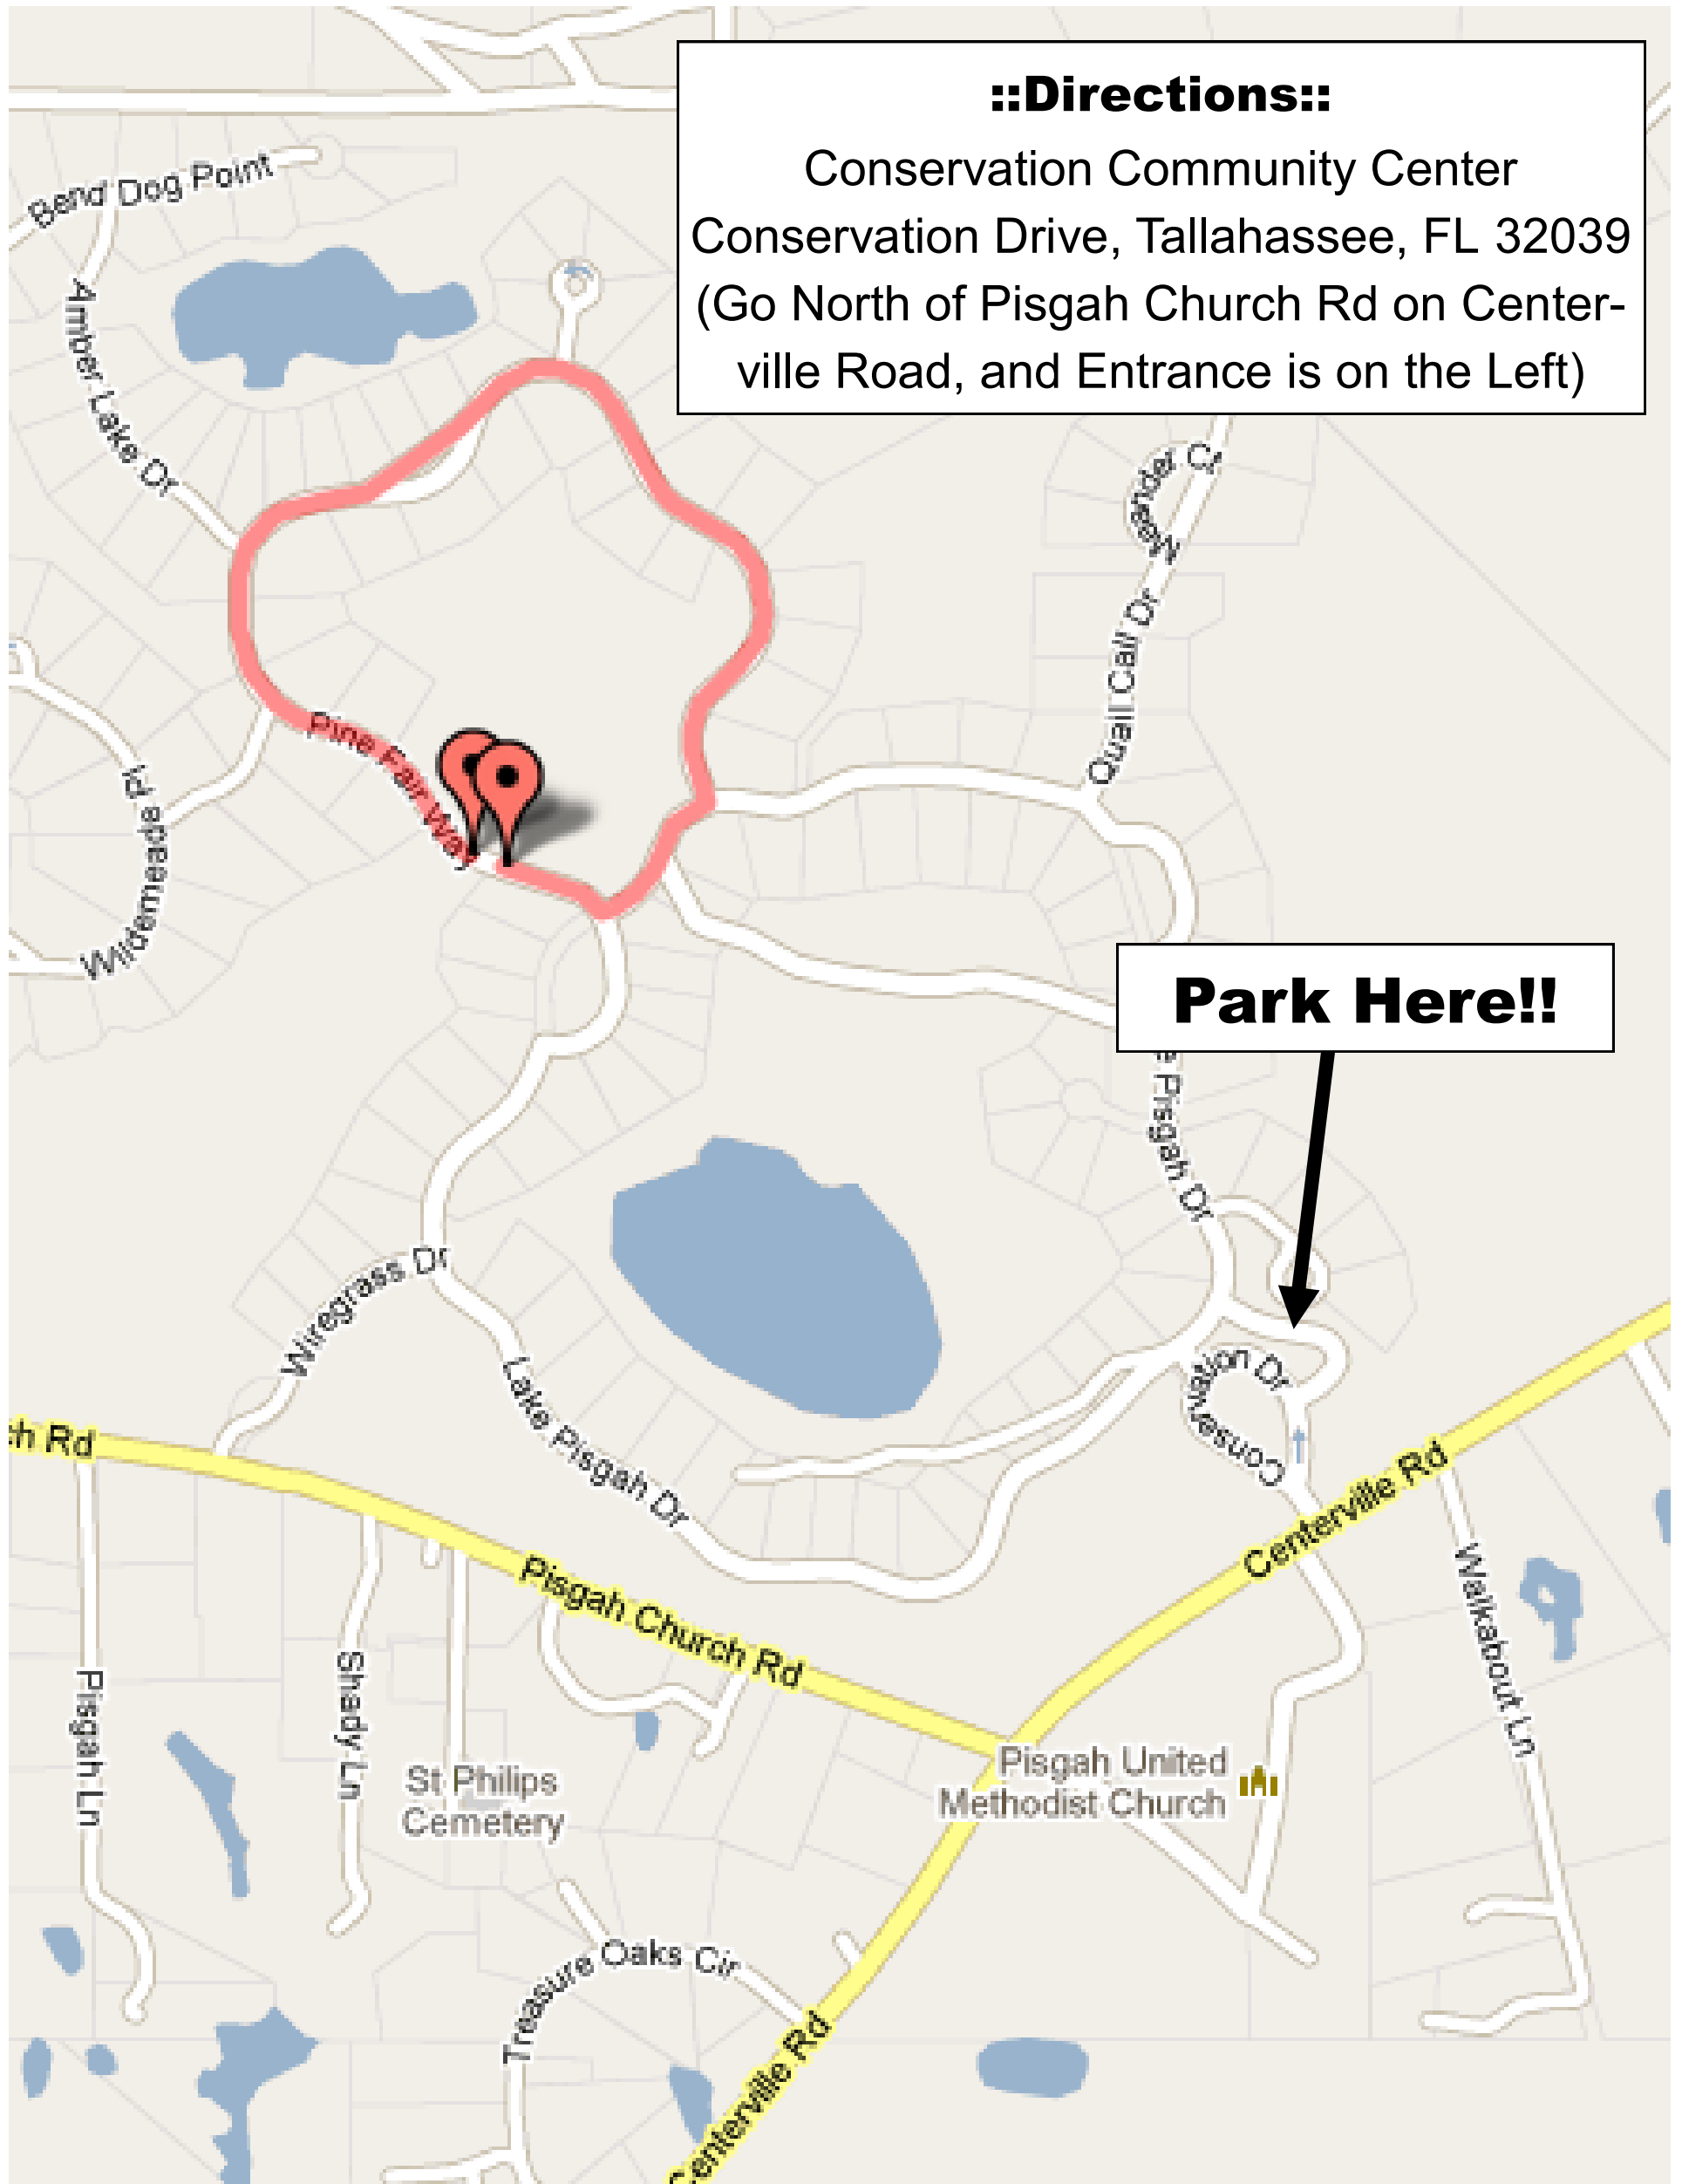 ::Directions::
Conservation Community Center
Conservation Drive, Tallahassee, FL 32039
(Go North of Pisgah Church Rd on Center-
ville Road, and Entrance is on the Left)
Bend Dog Point
Amber Lake Dr
Meander Cr
Quail Call Dr
Pine Fair Way
Wildemeade Rd
Park Here!!
e Pisgah Dr
Wiregrass Dr
Conservation Dr
Lake Pisgah Dr
ch Rd
Centerville Rd
Pisgah Church Rd
Walkabout Ln
Pisgah Ln
Shady Ln
St Philips
Cemetery
Pisgah United
Methodist Church
Treasure Oaks Cir
Centerville Rd